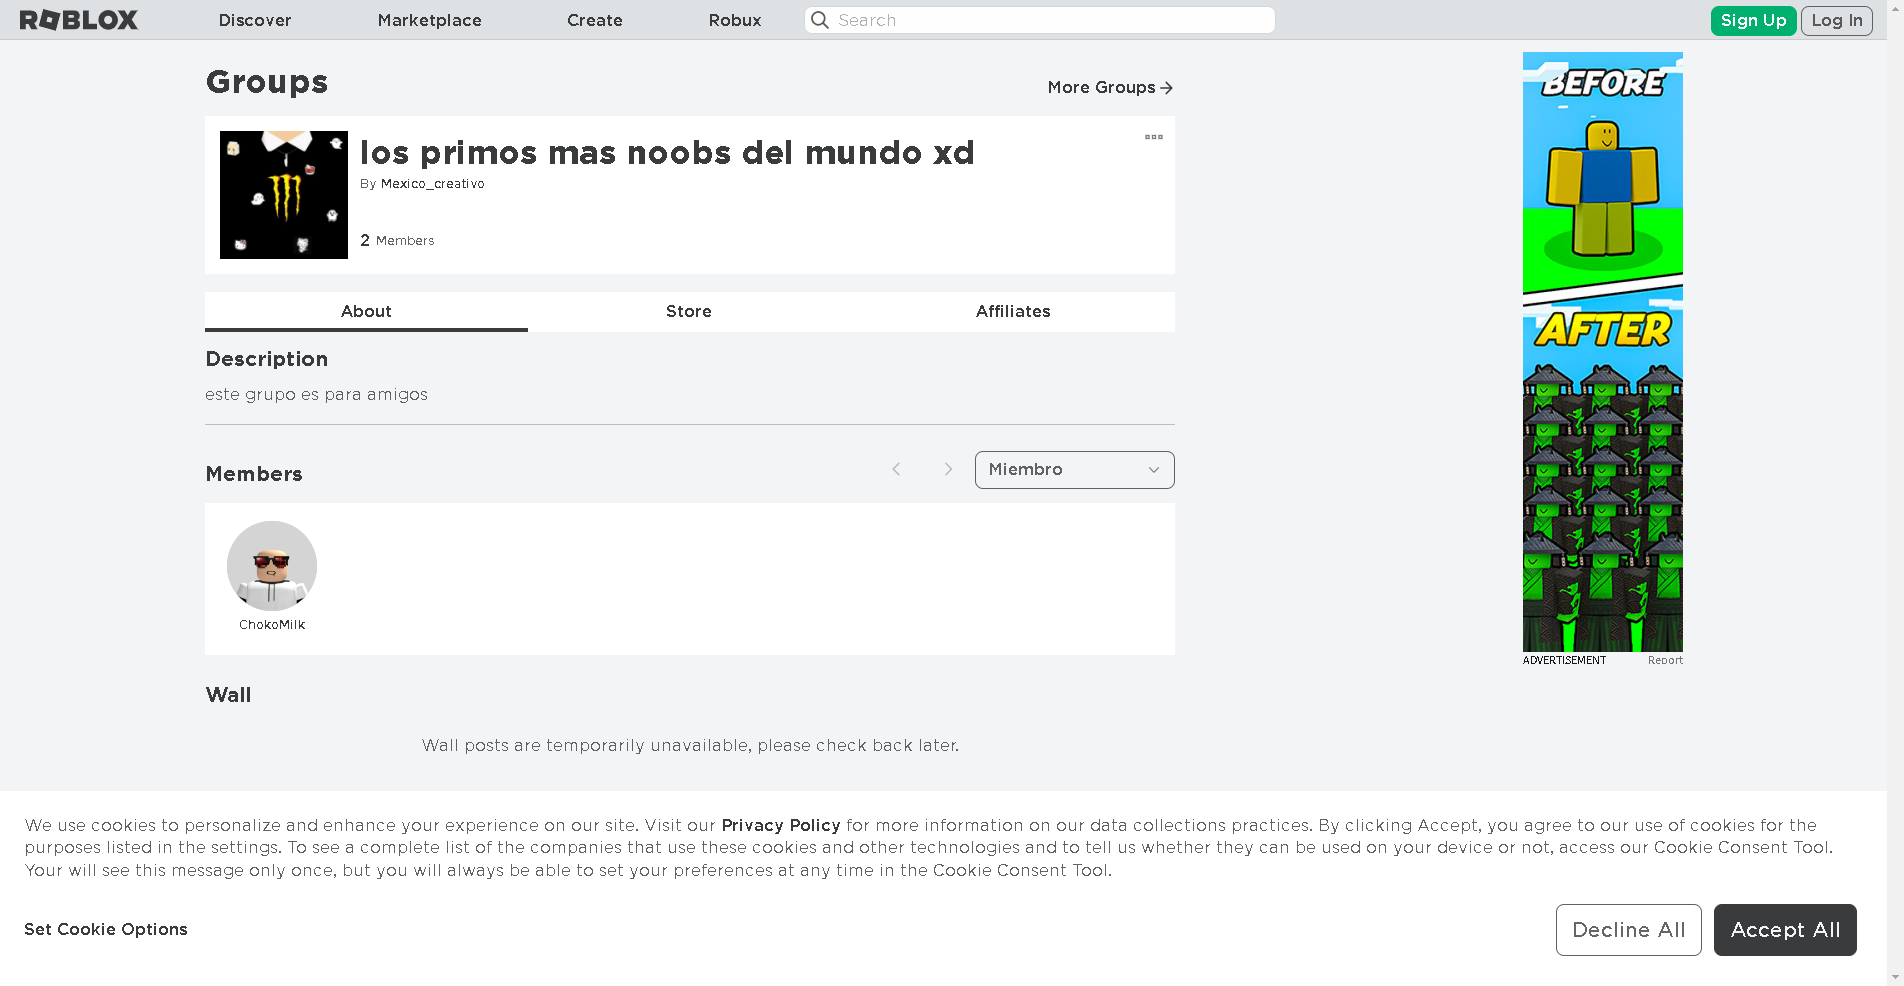 ROBLOX Discover Marketplace Create Robux Search Sign Up Log In
Groups
More Groups
los primos mas noobs del mundo xd
By Mexico_creativo
2 Members
About Store Affiliates
Description
este grupo es para amigos
Members
Miembro
ChokoMilk
Wall
Wall posts are temporarily unavailable, please check back later.
BEFORE
AFTER
ADVERTISEMENT Report
We use cookies to personalize and enhance your experience on our site. Visit our Privacy Policy for more information on our data collections practices. By clicking Accept, you agree to our use of cookies for the
purposes listed in the settings. To see a complete list of the companies that use these cookies and other technologies and to tell us whether they can be used on your device or not, access our Cookie Consent Tool.
Your will see this message only once, but you will always be able to set your preferences at any time in the Cookie Consent Tool.
Set Cookie Options
Decline All
Accept All